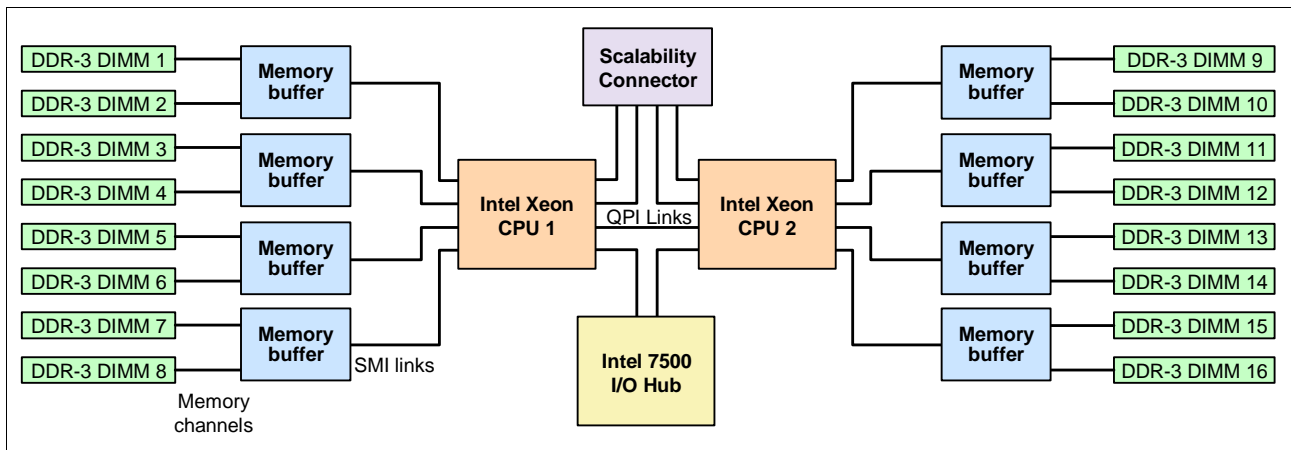 DDR-3 DIMM 1
DDR-3 DIMM 2
DDR-3 DIMM 3
DDR-3 DIMM 4
DDR-3 DIMM 5
DDR-3 DIMM 6
DDR-3 DIMM 7
DDR-3 DIMM 8
Memory
channels
Memory
buffer
Memory
buffer
Memory
buffer
Memory
buffer
SMI links
Scalability
Connector
Intel Xeon
CPU 1
QPI Links
Intel Xeon
CPU 2
Intel 7500
I/O Hub
Memory
buffer
Memory
buffer
Memory
buffer
Memory
buffer
DDR-3 DIMM 9
DDR-3 DIMM 10
DDR-3 DIMM 11
DDR-3 DIMM 12
DDR-3 DIMM 13
DDR-3 DIMM 14
DDR-3 DIMM 15
DDR-3 DIMM 16